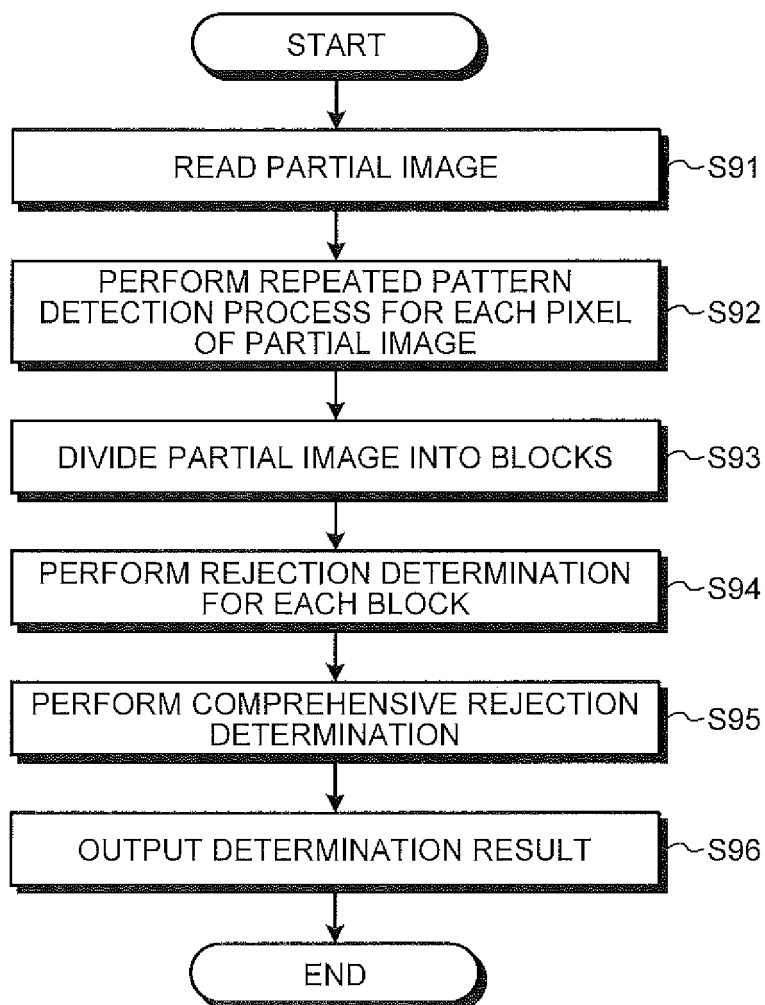 START
READ PARTIAL IMAGE
S91
PERFORM REPEATED PATTERN
DETECTION PROCESS FOR EACH PIXEL
OF PARTIAL IMAGE
S92
DIVIDE PARTIAL IMAGE INTO BLOCKS
S93
PERFORM REJECTION DETERMINATION
FOR EACH BLOCK
S94
PERFORM COMPREHENSIVE REJECTION
DETERMINATION
S95
OUTPUT DETERMINATION RESULT
S96
END